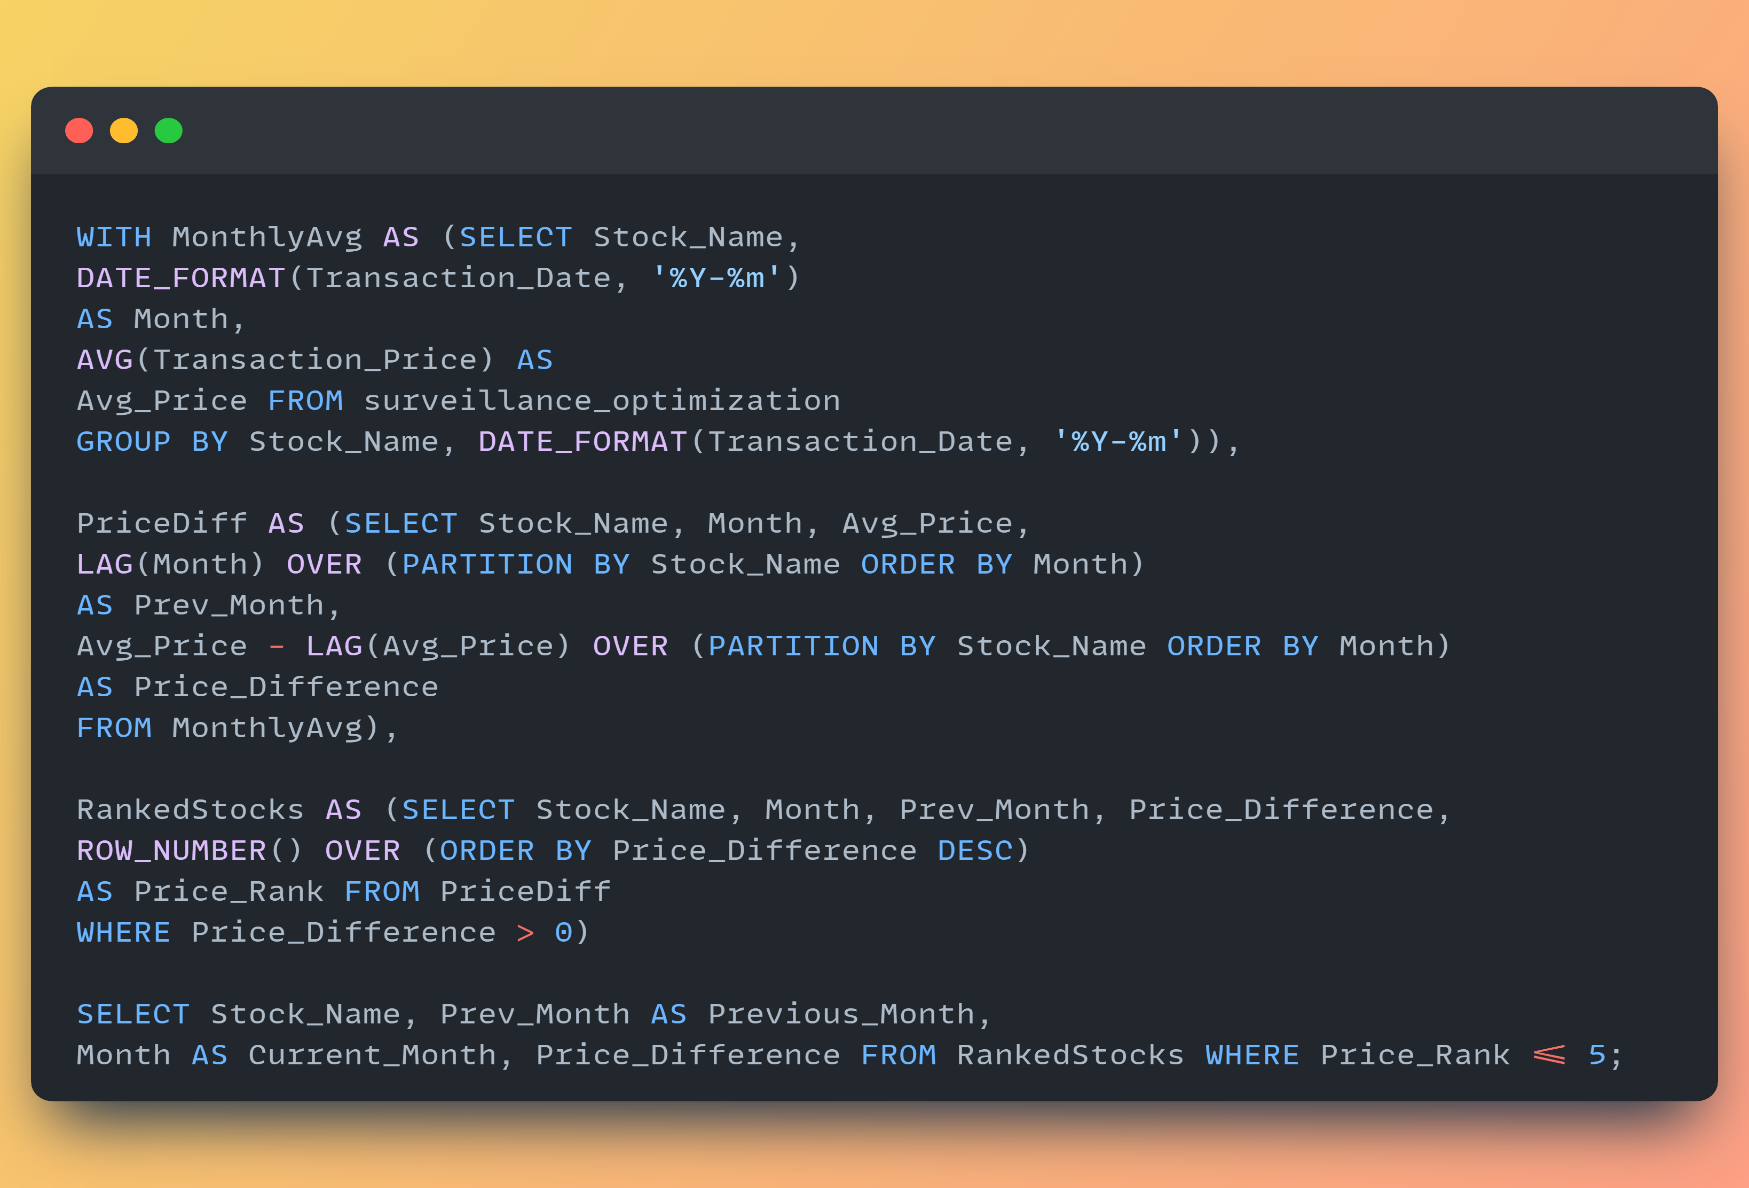 WITH MonthlyAvg AS (SELECT Stock_Name,
DATE_FORMAT(Transaction_Date, '%Y-%m')
AS Month,
AVG(Transaction_Price) AS
Avg_Price FROM surveillance_optimization
GROUP BY Stock_Name, DATE_FORMAT(Transaction_Date, '%Y-%m')),
PriceDiff AS (SELECT Stock_Name, Month, Avg_Price,
LAG(Month) OVER (PARTITION BY Stock_Name ORDER BY Month)
AS Prev_Month,
Avg_Price - LAG(Avg_Price) OVER (PARTITION BY Stock_Name ORDER BY Month)
AS Price_Difference
FROM MonthlyAvg),
RankedStocks AS (SELECT Stock_Name, Month, Prev_Month, Price_Difference,
ROW_NUMBER() OVER (ORDER BY Price_Difference DESC)
AS Price_Rank FROM PriceDiff
WHERE Price_Difference > 0)
SELECT Stock_Name, Prev_Month AS Previous_Month,
Month AS Current_Month, Price_Difference FROM RankedStocks WHERE Price_Rank <= 5;